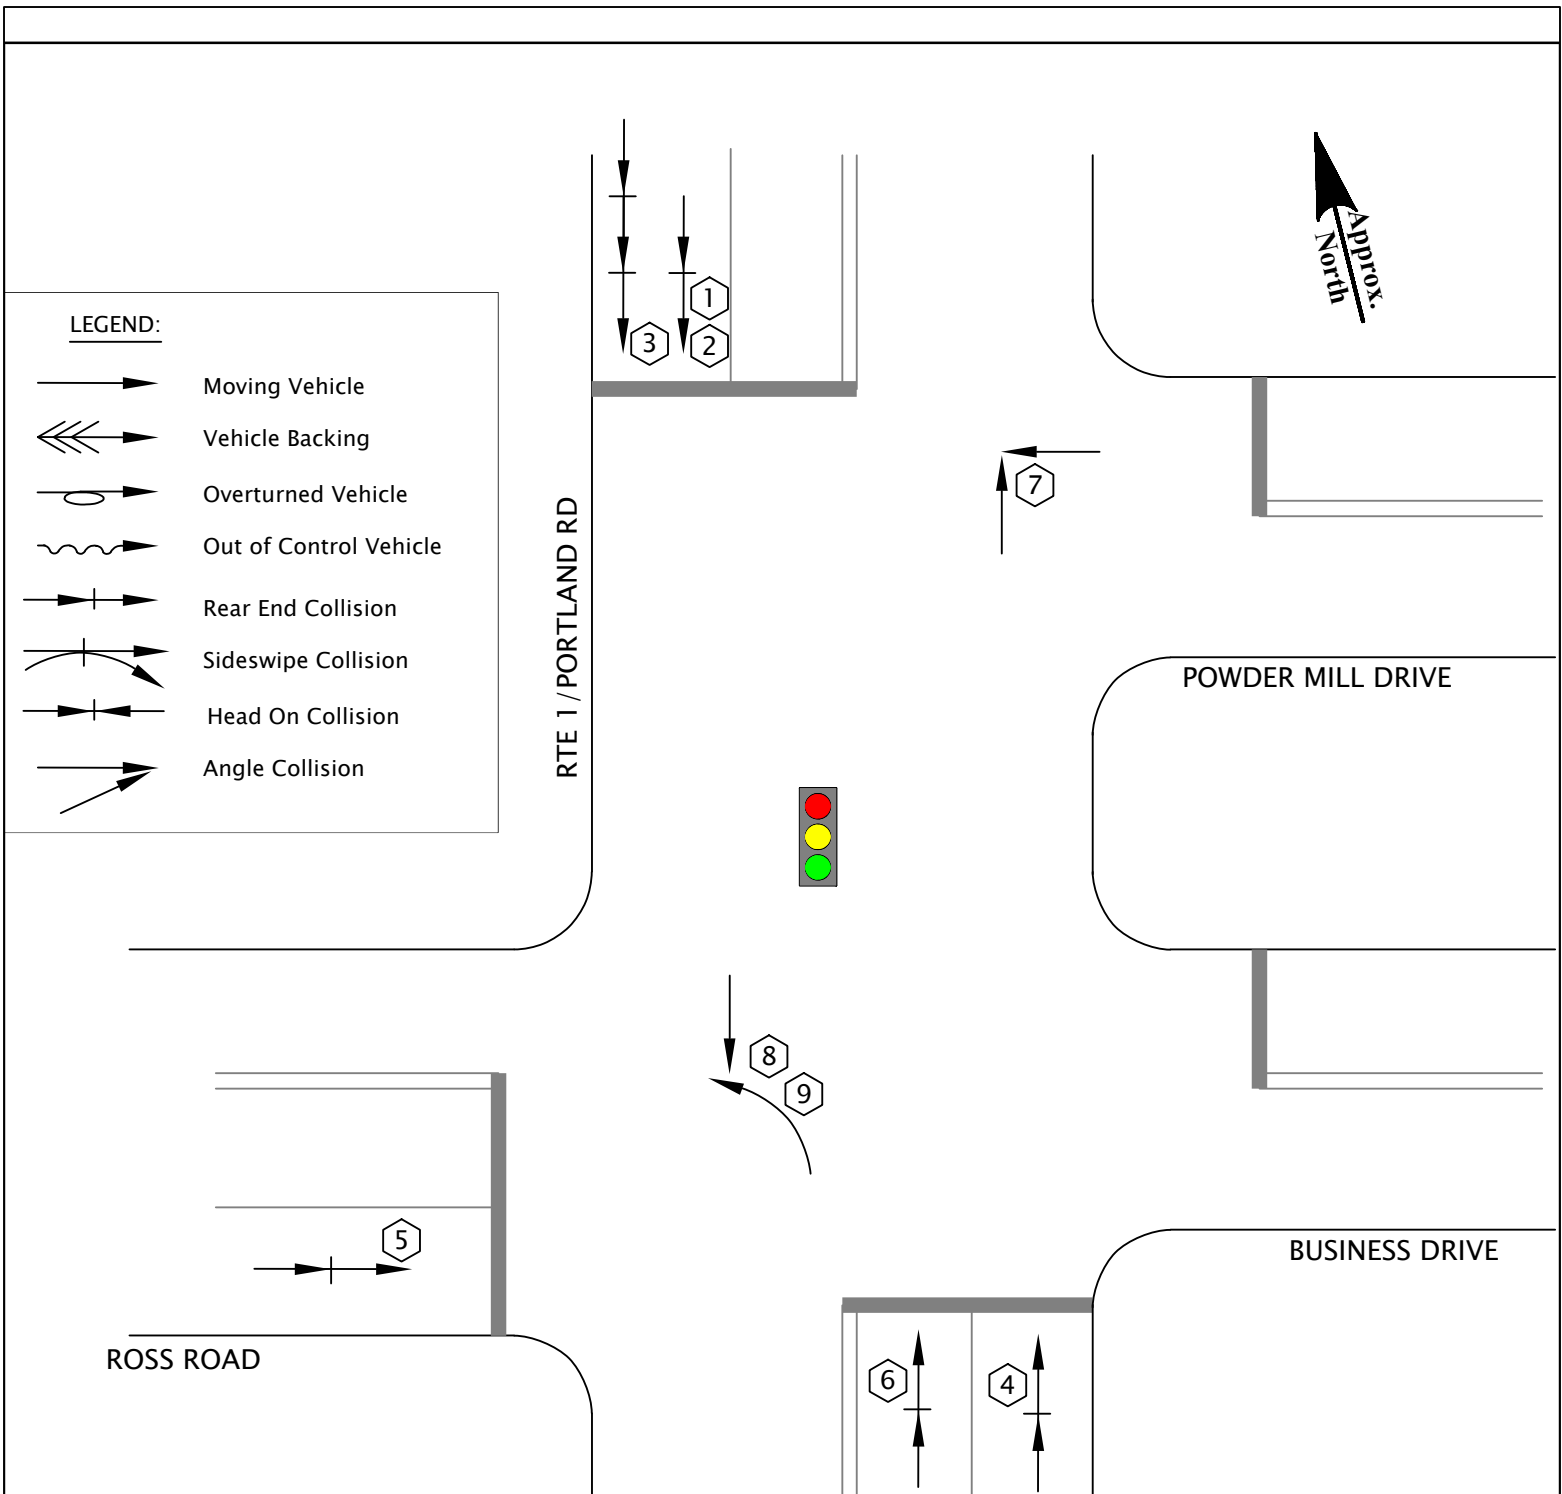 Approx.
North
1
3
2
LEGEND:
Moving Vehicle
Vehicle Backing
Overturned Vehicle
Out of Control Vehicle
Rear End Collision
Sideswipe Collision
Head On Collision
Angle Collision
7
RTE 1/PORTLAND RD
POWDER MILL DRIVE
8
9
5
BUSINESS DRIVE
ROSS ROAD
6
4